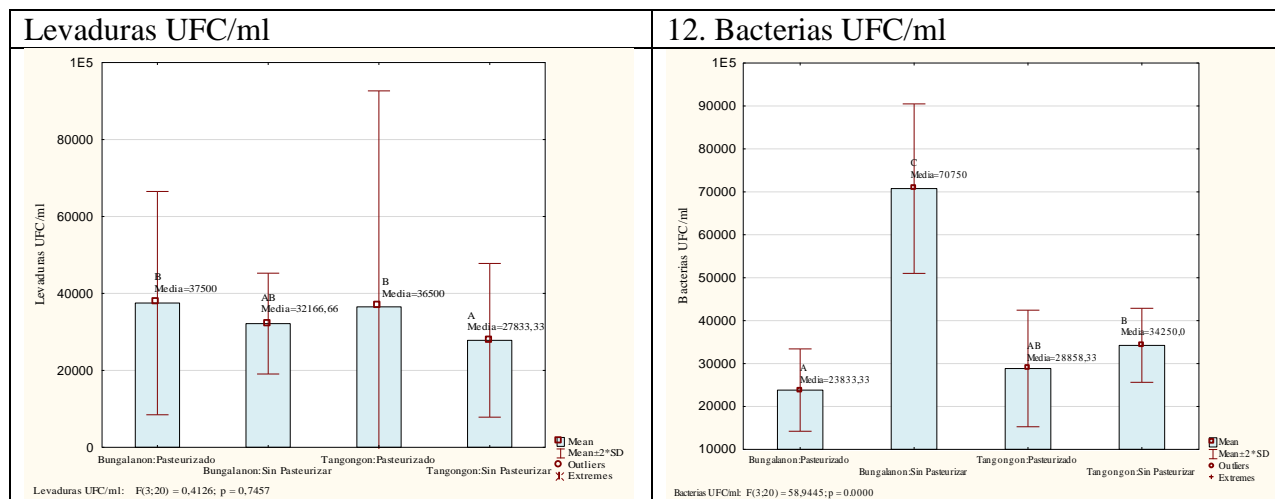 Levaduras UFC/ml
1E5
80000
60000
40000
20000
0
Levaduras UFC/ml
B
Media=37500
AB
Media=32166,66
B
Media=36500
A
Media=27833,33
Bungalanon:Pasteurizado
Bungalanon:Sin Pasteurizar
Tangongon:Pasteurizado
Tangongon:Sin Pasteurizar
Mean
Mean±2*SD
Outliers
Extremes
Levaduras UFC/ml: F(3;20) = 0,4126; p = 0,7457
12. Bacterias UFC/ml
1E5
90000
80000
70000
60000
50000
40000
30000
20000
10000
Bacterias UFC/ml
A
Media=23833,33
C
Media=70750
AB
Media=28858,33
B
Media=34250,0
Bungalanon:Pasteurizado
Bungalanon:Sin Pasteurizar
Tangongon:Pasteurizado
Tangongon:Sin Pasteurizar
Mean
Mean±2*SD
Outliers
Extremes
Bacterias UFC/ml: F(3;20) = 58,9445; p = 0.0000